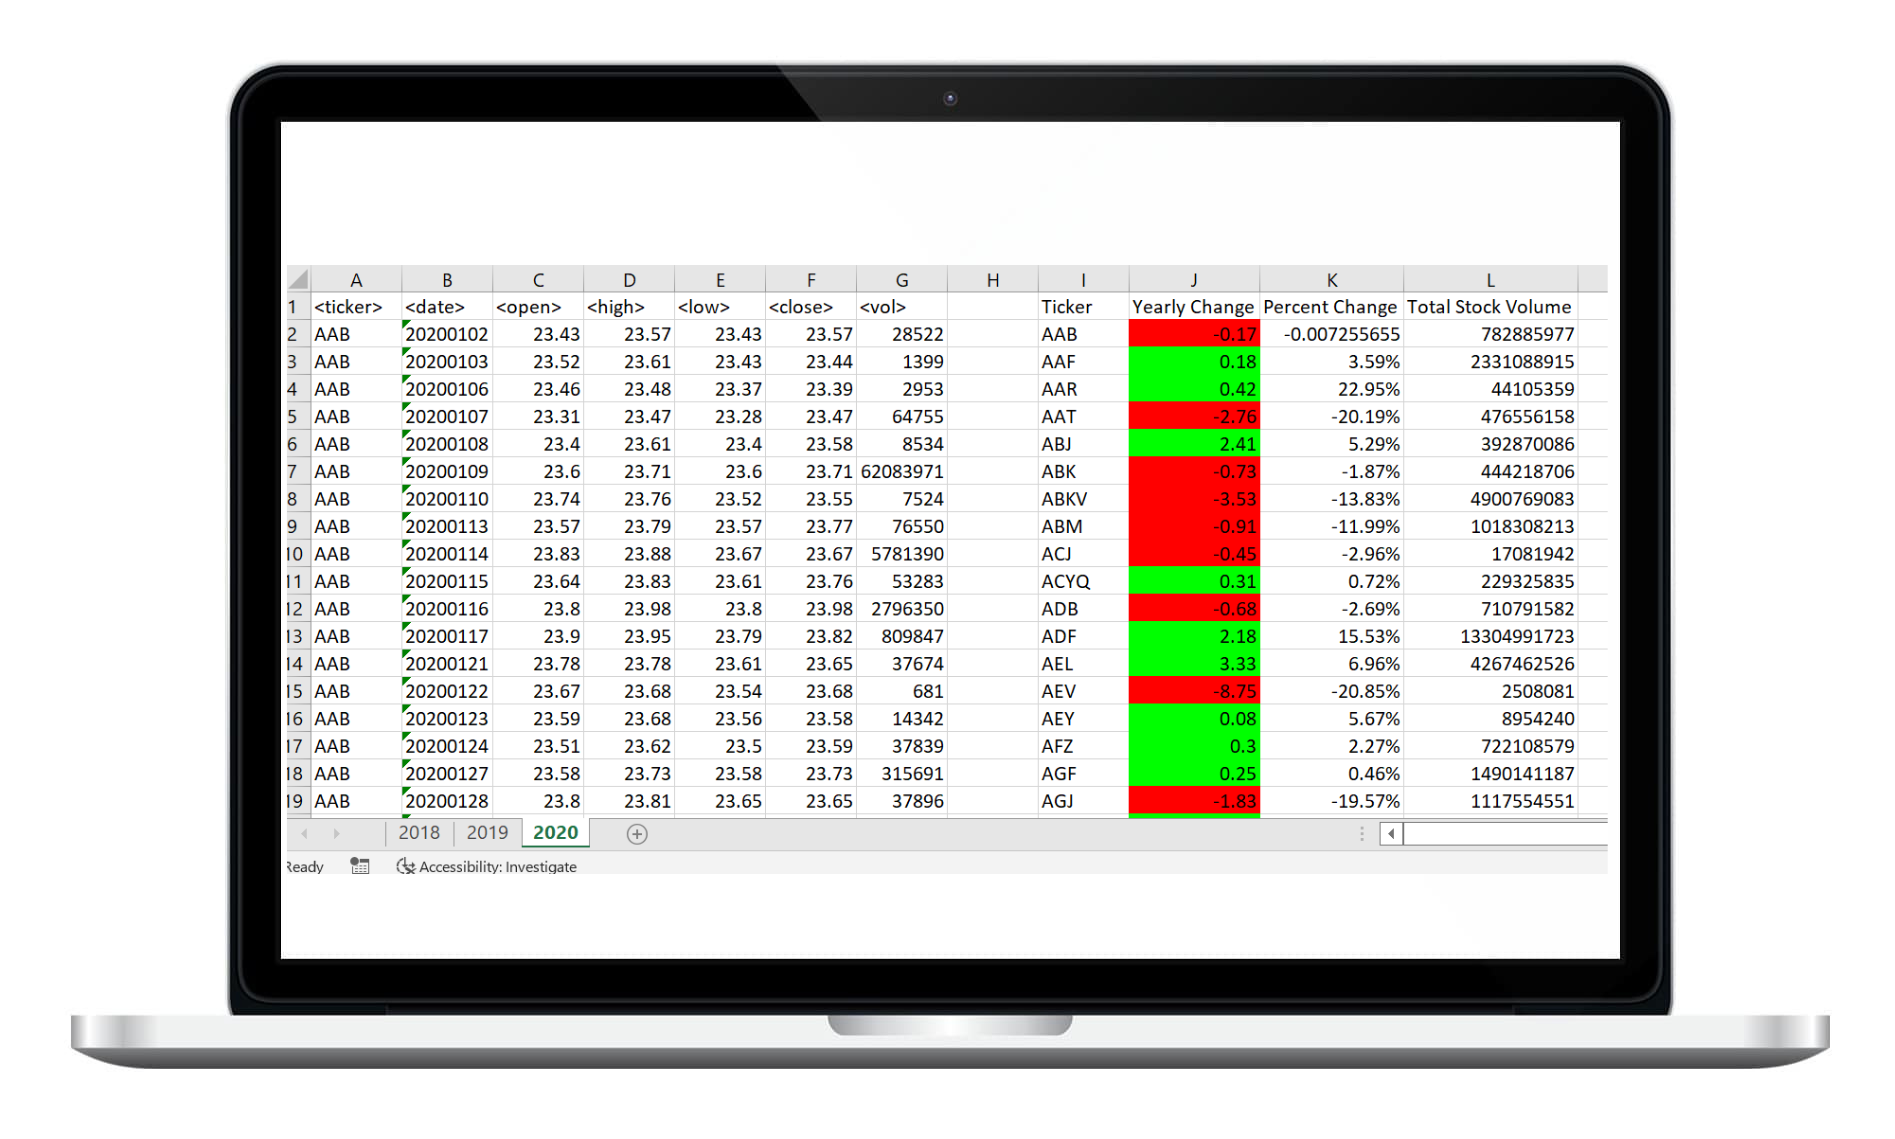 A B C D E F G H I J K L
1 <ticker> <date> <open> <high> <low> <close> <vol> Ticker Yearly Change Percent Change Total Stock Volume
2 AAB 20200102 23.43 23.57 23.43 23.57 28522 AAB -0.17 -0.007255655 782885977
3 AAB 20200103 23.52 23.61 23.43 23.44 1399 AAF 0.18 3.59% 2331088915
4 AAB 20200106 23.46 23.48 23.37 23.39 2953 AAR 0.42 22.95% 44105359
5 AAB 20200107 23.31 23.47 23.28 23.47 64755 AAT -2.76 -20.19% 476556158
6 AAB 20200108 23.4 23.61 23.4 23.58 8534 ABJ 2.41 5.29% 392870086
7 AAB 20200109 23.6 23.71 23.6 23.71 62083971 ABK -0.73 -1.87% 444218706
8 AAB 20200110 23.74 23.76 23.52 23.55 7524 ABKV -3.53 -13.83% 4900769083
9 AAB 20200113 23.57 23.79 23.57 23.77 76550 ABM -0.91 -11.99% 1018308213
10 AAB 20200114 23.83 23.88 23.67 23.67 5781390 ACJ -0.45 -2.96% 17081942
11 AAB 20200115 23.64 23.83 23.61 23.76 53283 ACYQ 0.31 0.72% 229325835
12 AAB 20200116 23.8 23.98 23.8 23.98 2796350 ADB -0.68 -2.69% 710791582
13 AAB 20200117 23.9 23.95 23.79 23.82 809847 ADF 2.18 15.53% 13304991723
14 AAB 20200121 23.78 23.78 23.61 23.65 37674 AEL 3.33 6.96% 4267462526
15 AAB 20200122 23.67 23.68 23.54 23.68 681 AEV -8.75 -20.85% 2508081
16 AAB 20200123 23.59 23.68 23.56 23.58 14342 AEY 0.08 5.67% 8954240
17 AAB 20200124 23.51 23.62 23.5 23.59 37839 AFZ 0.3 2.27% 722108579
18 AAB 20200127 23.58 23.73 23.58 23.73 315691 AGF 0.25 0.46% 1490141187
19 AAB 20200128 23.8 23.81 23.65 23.65 37896 AGJ -1.83 -19.57% 1117554551
2018 2019 2020
Ready Accessibility: Investigate